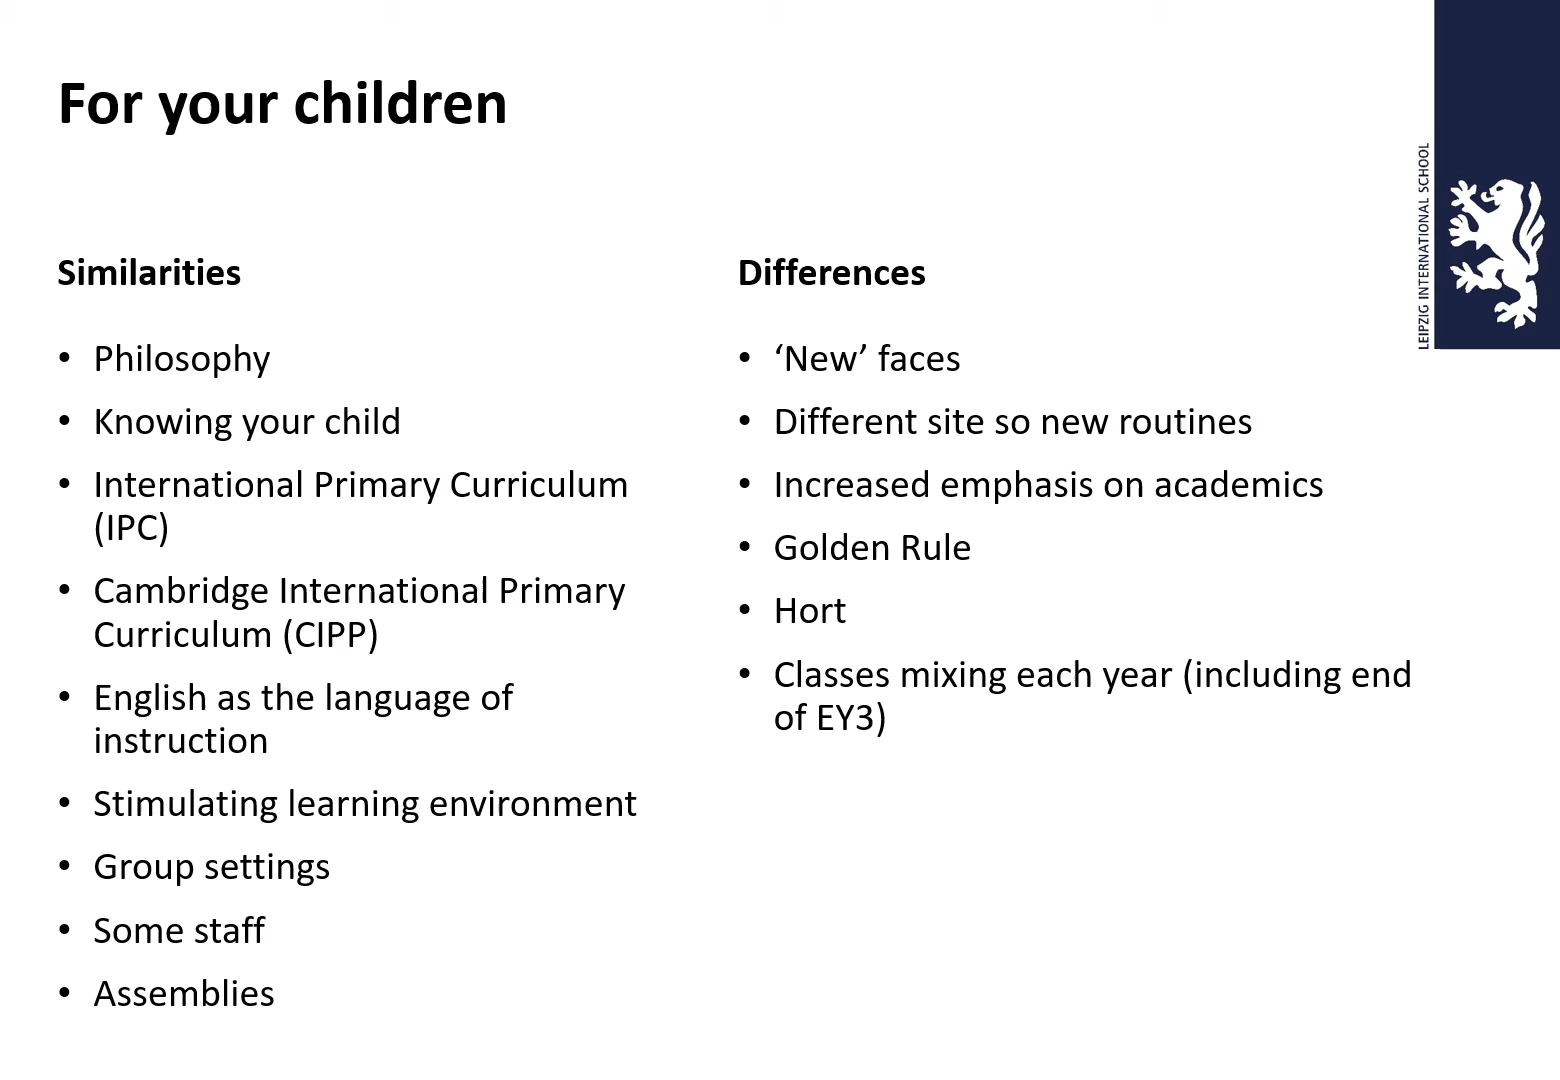 For your children
LEIPZIG INTERNATIONAL SCHOOL
Similarities
• Philosophy
• Knowing your child
• International Primary Curriculum
(IPC)
• Cambridge International Primary
Curriculum (CIPP)
• English as the language of
instruction
• Stimulating learning environment
• Group settings
• Some staff
• Assemblies
Differences
• ‘New’ faces
• Different site so new routines
• Increased emphasis on academics
• Golden Rule
• Hort
• Classes mixing each year (including end
of EY3)